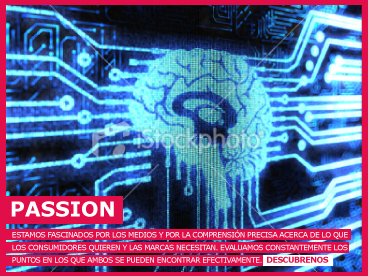 iStockphoto
PASSION
ESTAMOS FASCINADOS POR LOS MEDIOS Y POR LA COMPRENSIÓN PRECISA ACERCA DE LO QUE
LOS CONSUMIDORES QUIEREN Y LAS MARCAS NECESITAN. EVALUAMOS CONSTANTEMENTE LOS
PUNTOS EN LOS QUE AMBOS SE PUEDEN ENCONTRAR EFECTIVAMENTE. DESCÚBRENOS